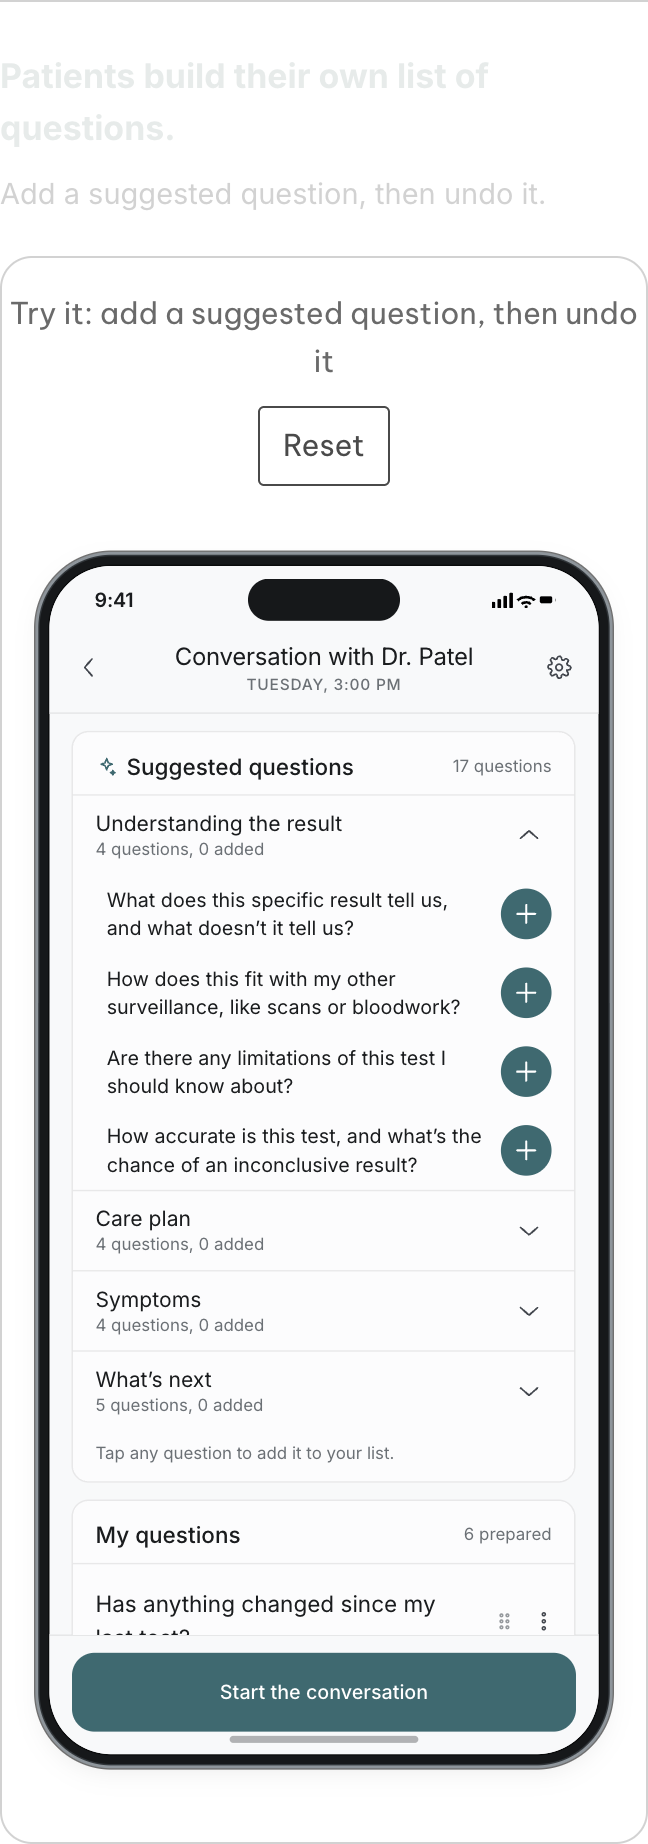 Patients build their own list of
questions.
Add a suggested question, then undo it.
Try it: add a suggested question, then undo
it
Reset
9:41
Conversation with Dr. Patel
TUESDAY, 3:00 PM
Suggested questions
17 questions
Understanding the result
4 questions, 0 added
What does this specific result tell us,
and what doesn’t it tell us?
How does this fit with my other
surveillance, like scans or bloodwork?
Are there any limitations of this test I
should know about?
How accurate is this test, and what’s the
chance of an inconclusive result?
Care plan
4 questions, 0 added
Symptoms
4 questions, 0 added
What’s next
5 questions, 0 added
Tap any question to add it to your list.
My questions
6 prepared
Has anything changed since my
last test?
Start the conversation